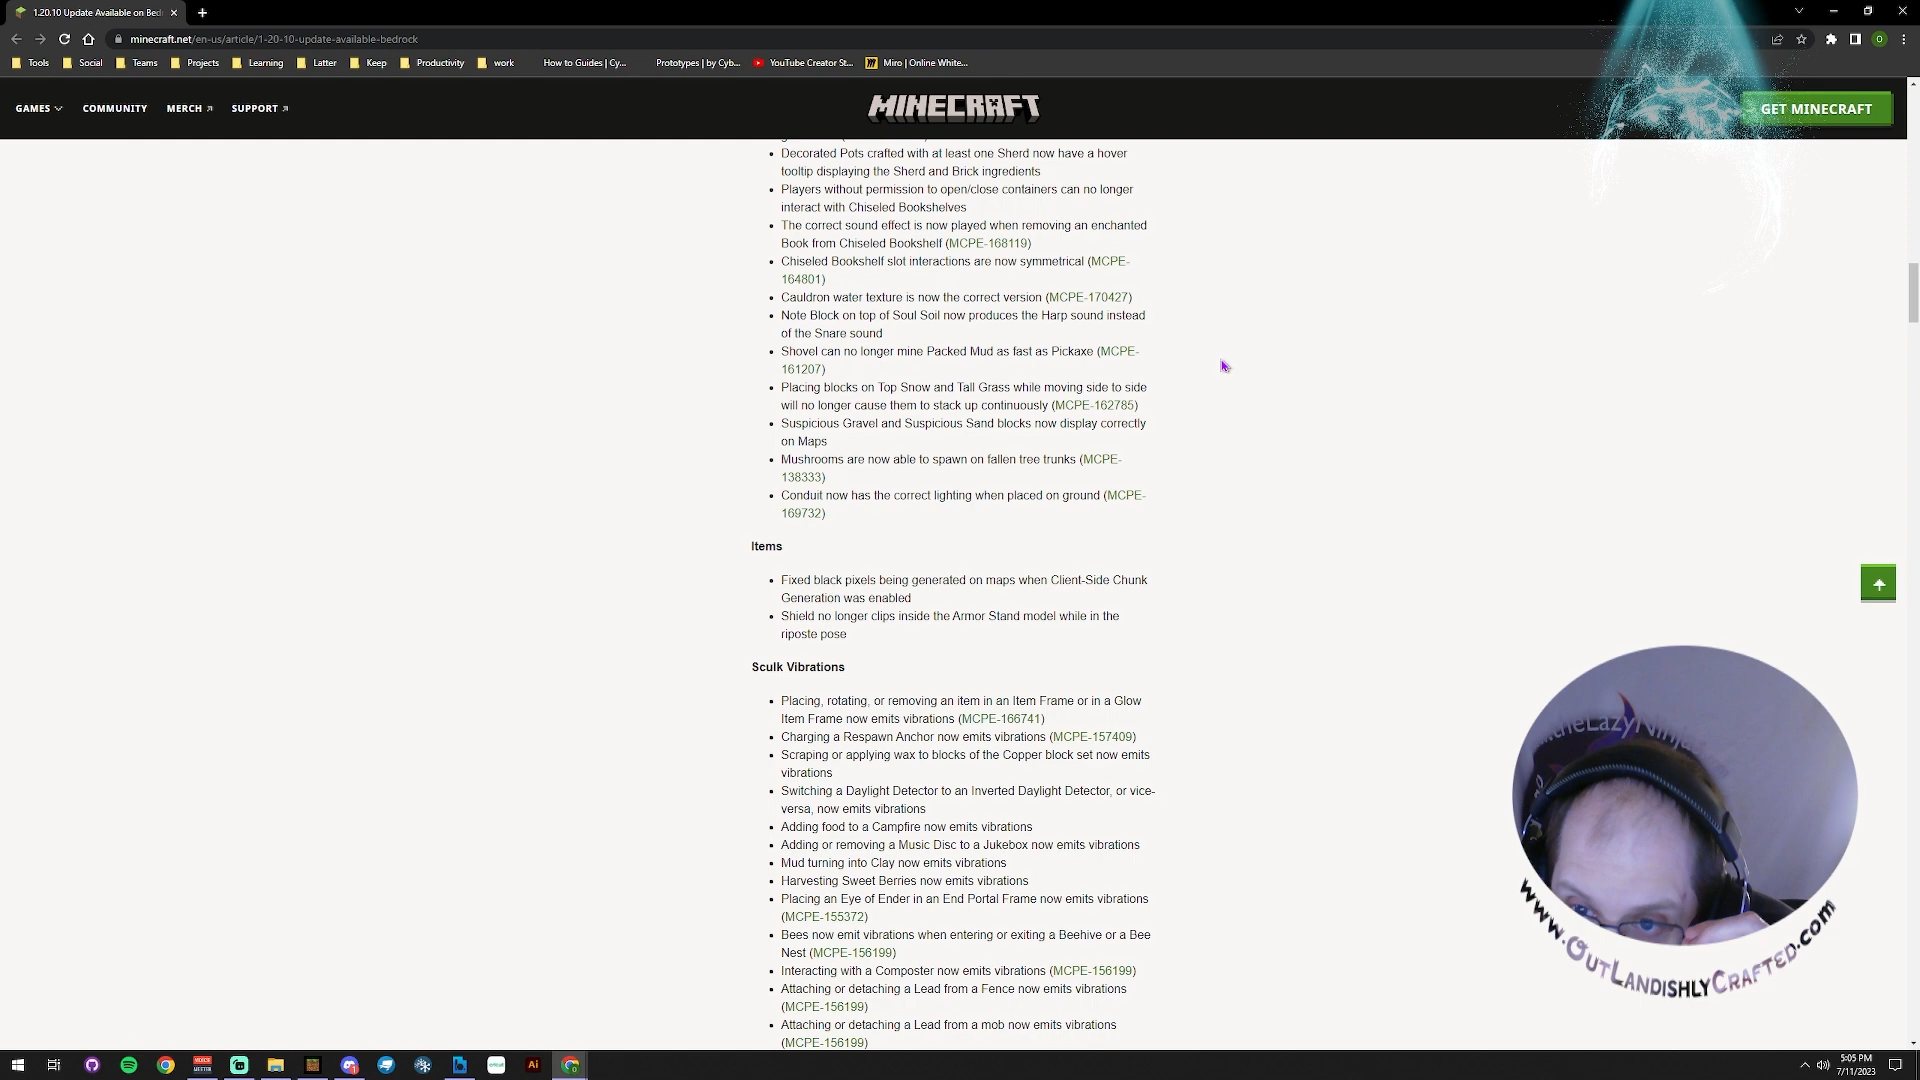 1.20.10 Update Available on Bed
minecraft.net/en-us/article/1-20-10-update-available-bedrock
Tools Social Teams Projects Learning Latter Keep Productivity work How to Guides | Cy... Prototypes | by Cyb... YouTube Creator St... Miro | Online White...
GAMES COMMUNITY MERCH SUPPORT MINECRAFT GET MINECRAFT
Decorated Pots crafted with at least one Sherd now have a hover
tooltip displaying the Sherd and Brick ingredients
Players without permission to open/close containers can no longer
interact with Chiseled Bookshelves
The correct sound effect is now played when removing an enchanted
Book from Chiseled Bookshelf (MCPE-168119)
Chiseled Bookshelf slot interactions are now symmetrical (MCPE-
164801)
Cauldron water texture is now the correct version (MCPE-170427)
Note Block on top of Soul Soil now produces the Harp sound instead
of the Snare sound
Shovel can no longer mine Packed Mud as fast as Pickaxe (MCPE-
161207)
Placing blocks on Top Snow and Tall Grass while moving side to side
will no longer cause them to stack up continuously (MCPE-162785)
Suspicious Gravel and Suspicious Sand blocks now display correctly
on Maps
Mushrooms are now able to spawn on fallen tree trunks (MCPE-
138333)
Conduit now has the correct lighting when placed on ground (MCPE-
169732)
Items
Fixed black pixels being generated on maps when Client-Side Chunk
Generation was enabled
Shield no longer clips inside the Armor Stand model while in the
riposte pose
Sculk Vibrations
Placing, rotating, or removing an item in an Item Frame or in a Glow
Item Frame now emits vibrations (MCPE-166741)
Charging a Respawn Anchor now emits vibrations (MCPE-157409)
Scraping or applying wax to blocks of the Copper block set now emits
vibrations
Switching a Daylight Detector to an Inverted Daylight Detector, or vice-
versa, now emits vibrations
Adding food to a Campfire now emits vibrations
Adding or removing a Music Disc to a Jukebox now emits vibrations
Mud turning into Clay now emits vibrations
Harvesting Sweet Berries now emits vibrations
Placing an Eye of Ender in an End Portal Frame now emits vibrations
(MCPE-155372)
Bees now emit vibrations when entering or exiting a Beehive or a Bee
Nest (MCPE-156199)
Interacting with a Composter now emits vibrations (MCPE-156199)
Attaching or detaching a Lead from a Fence now emits vibrations
(MCPE-156199)
Attaching or detaching a Lead from a mob now emits vibrations
(MCPE-156199)
www.OutLandishlyCrafted.com
Ai
5:05 PM
7/11/2023